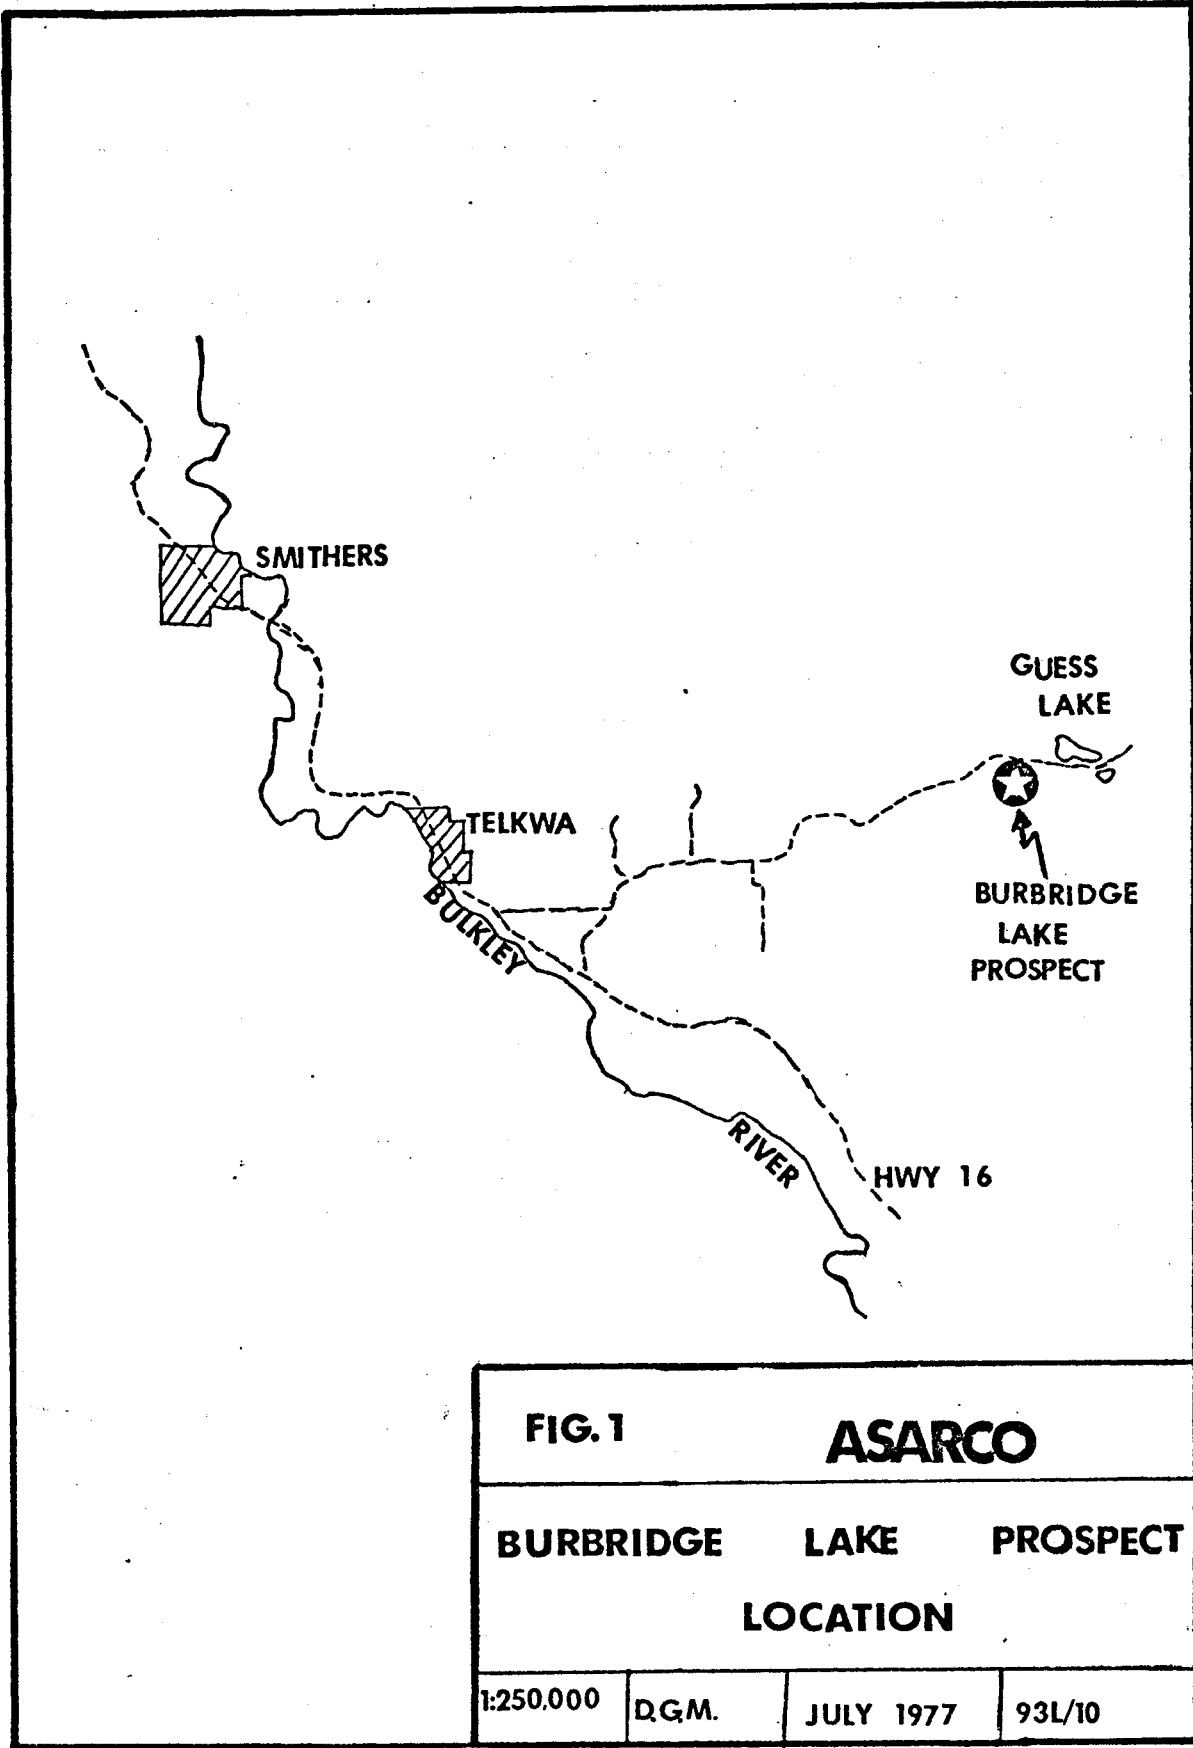 SMITHERS
GUESS
LAKE
TELKWA
BURBRIDGE
LAKE
PROSPECT
BULKLEY
RIVER
HWY 16
FIG. 1
ASARCO
BURBRIDGE LAKE PROSPECT
LOCATION
1:250,000
D.G.M.
JULY 1977
93L/10